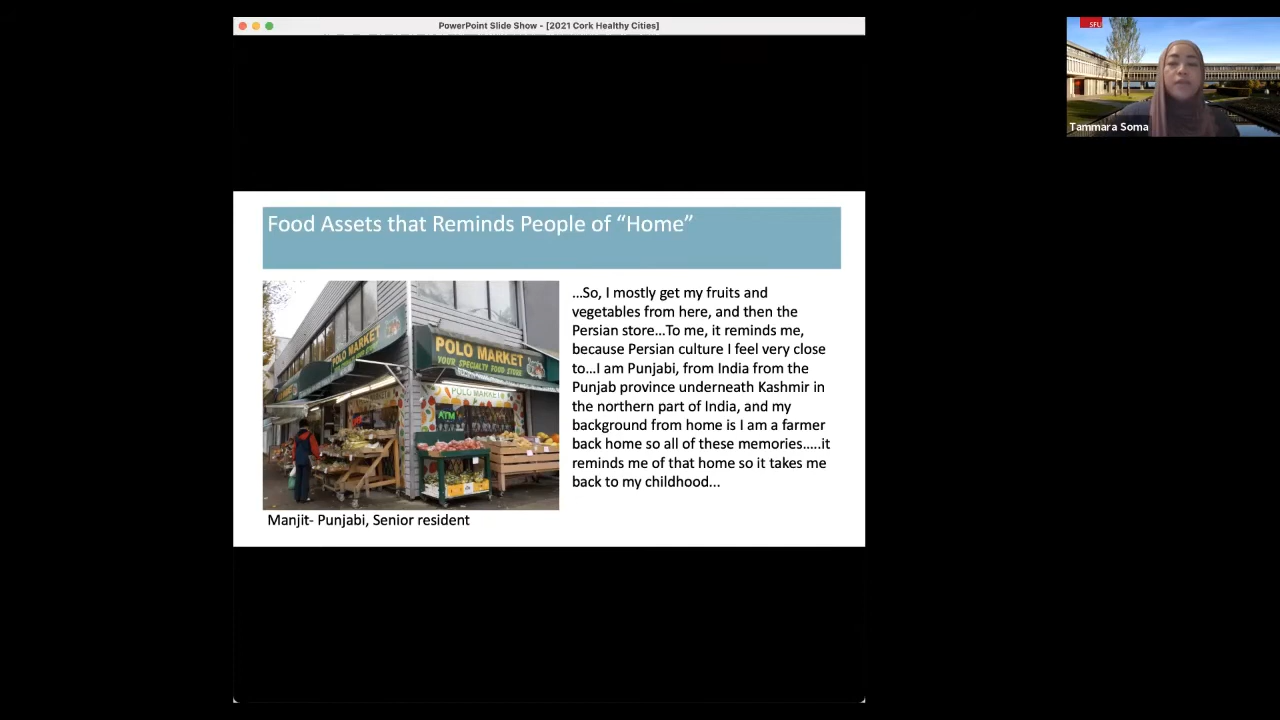 PowerPoint Slide Show - [2021 Cork Healthy Cities]
SFU
Tammara Soma
Food Assets that Reminds People of “Home”
POLO MARKET
POLO MARKET
YOUR SPECIALTY FOOD STORE
POLO MARKET
ATM
...So, I mostly get my fruits and
vegetables from here, and then the
Persian store...To me, it reminds me,
because Persian culture I feel very close
to...I am Punjabi, from India from the
Punjab province underneath Kashmir in
the northern part of India, and my
background from home is I am a farmer
back home so all of these memories.....it
reminds me of that home so it takes me
back to my childhood...
Manjit- Punjabi, Senior resident